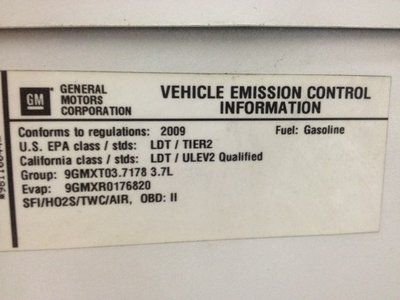 GM
GENERAL MOTORS CORPORATION
VEHICLE EMISSION CONTROL INFORMATION
Conforms to regulations: 2009 Fuel: Gasoline
U.S. EPA class / stds: LDT / TIER2
California class / stds: LDT / ULEV2 Qualified
Group: 9GMXT03.7178 3.7L
Evap: 9GMXR0176820
SFI/HO2S/TWC/AIR, OBD: II